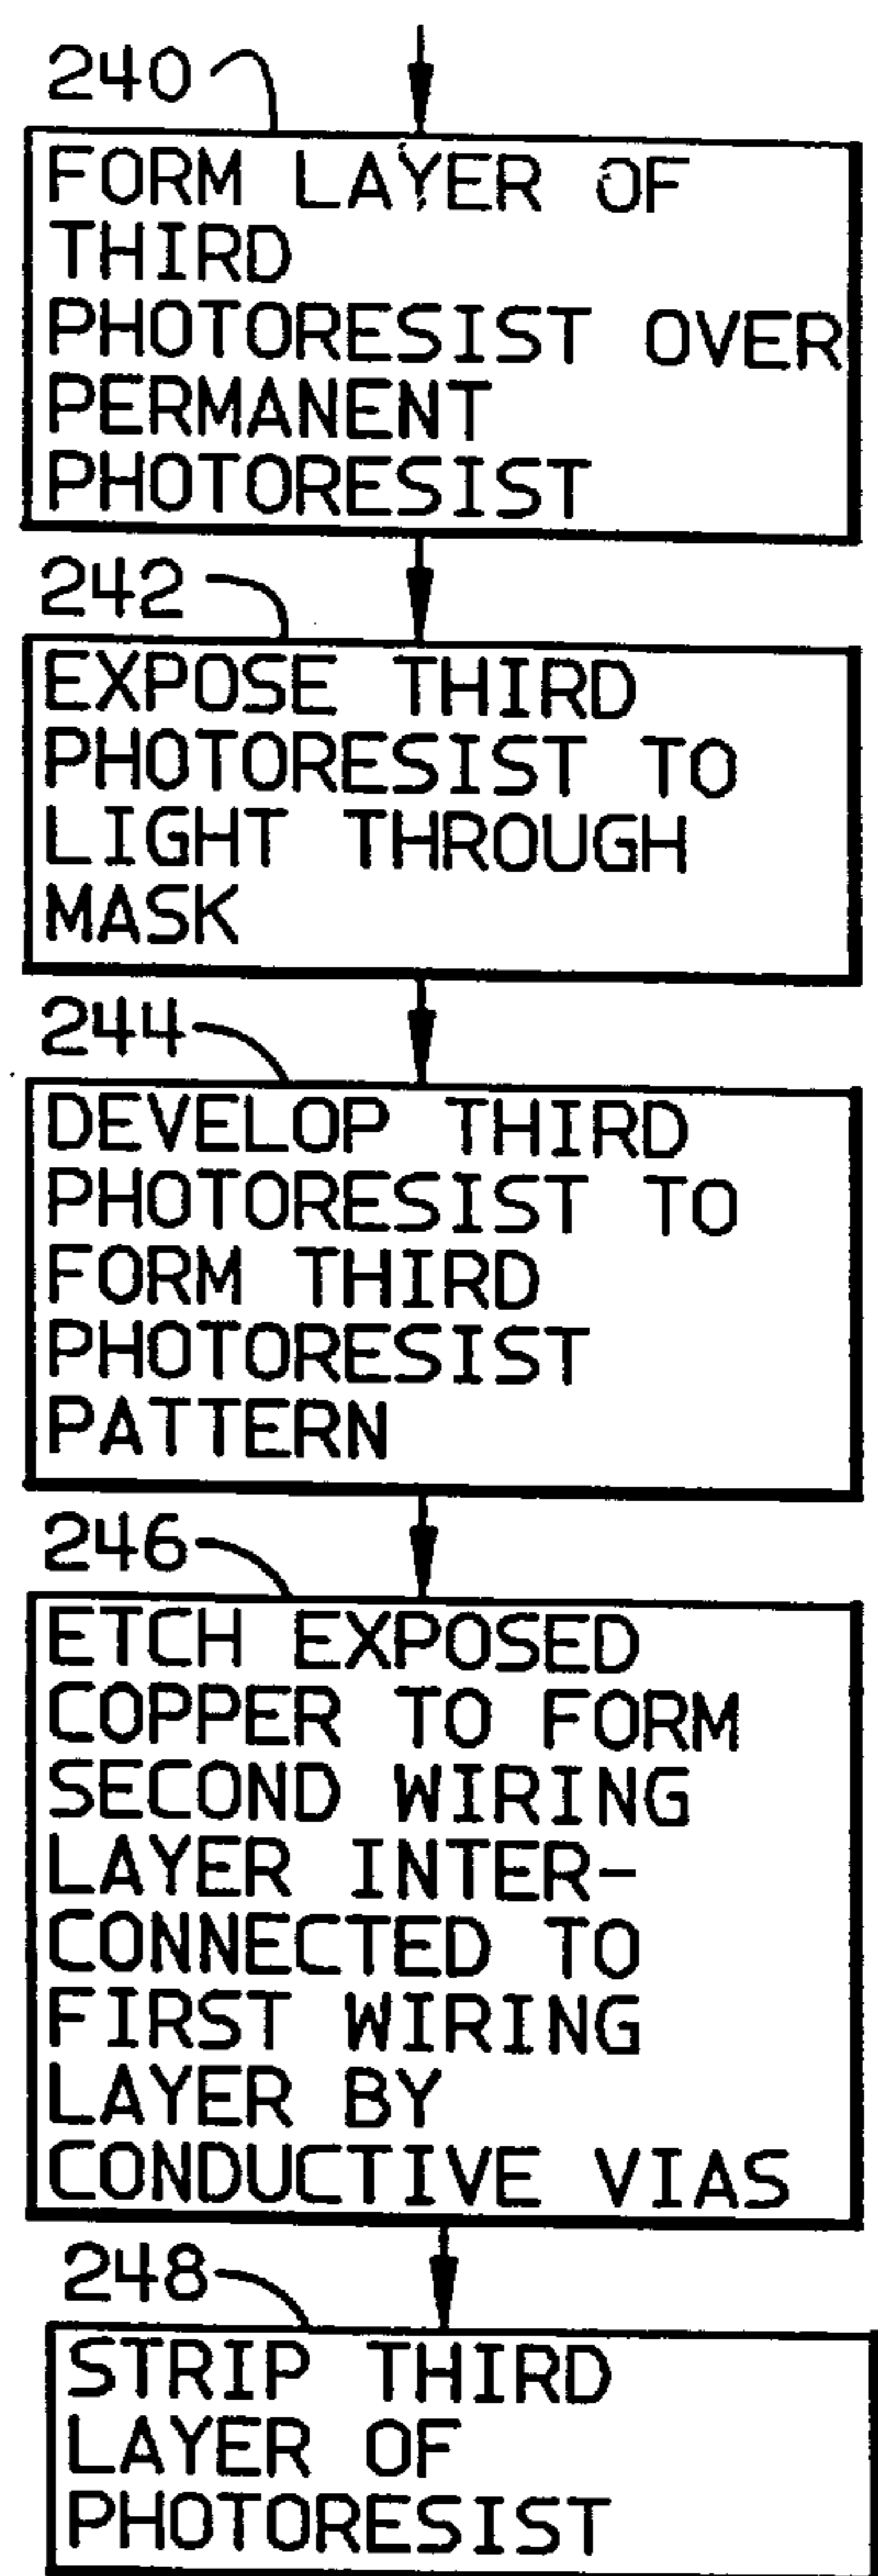 240
FORM LAYER OF
THIRD
PHOTORESIST OVER
PERMANENT
PHOTORESIST
242
EXPOSE THIRD
PHOTORESIST TO
LIGHT THROUGH
MASK
244
DEVELOP THIRD
PHOTORESIST TO
FORM THIRD
PHOTORESIST
PATTERN
246
ETCH EXPOSED
COPPER TO FORM
SECOND WIRING
LAYER INTER-
CONNECTED TO
FIRST WIRING
LAYER BY
CONDUCTIVE VIAS
248
STRIP THIRD
LAYER OF
PHOTORESIST